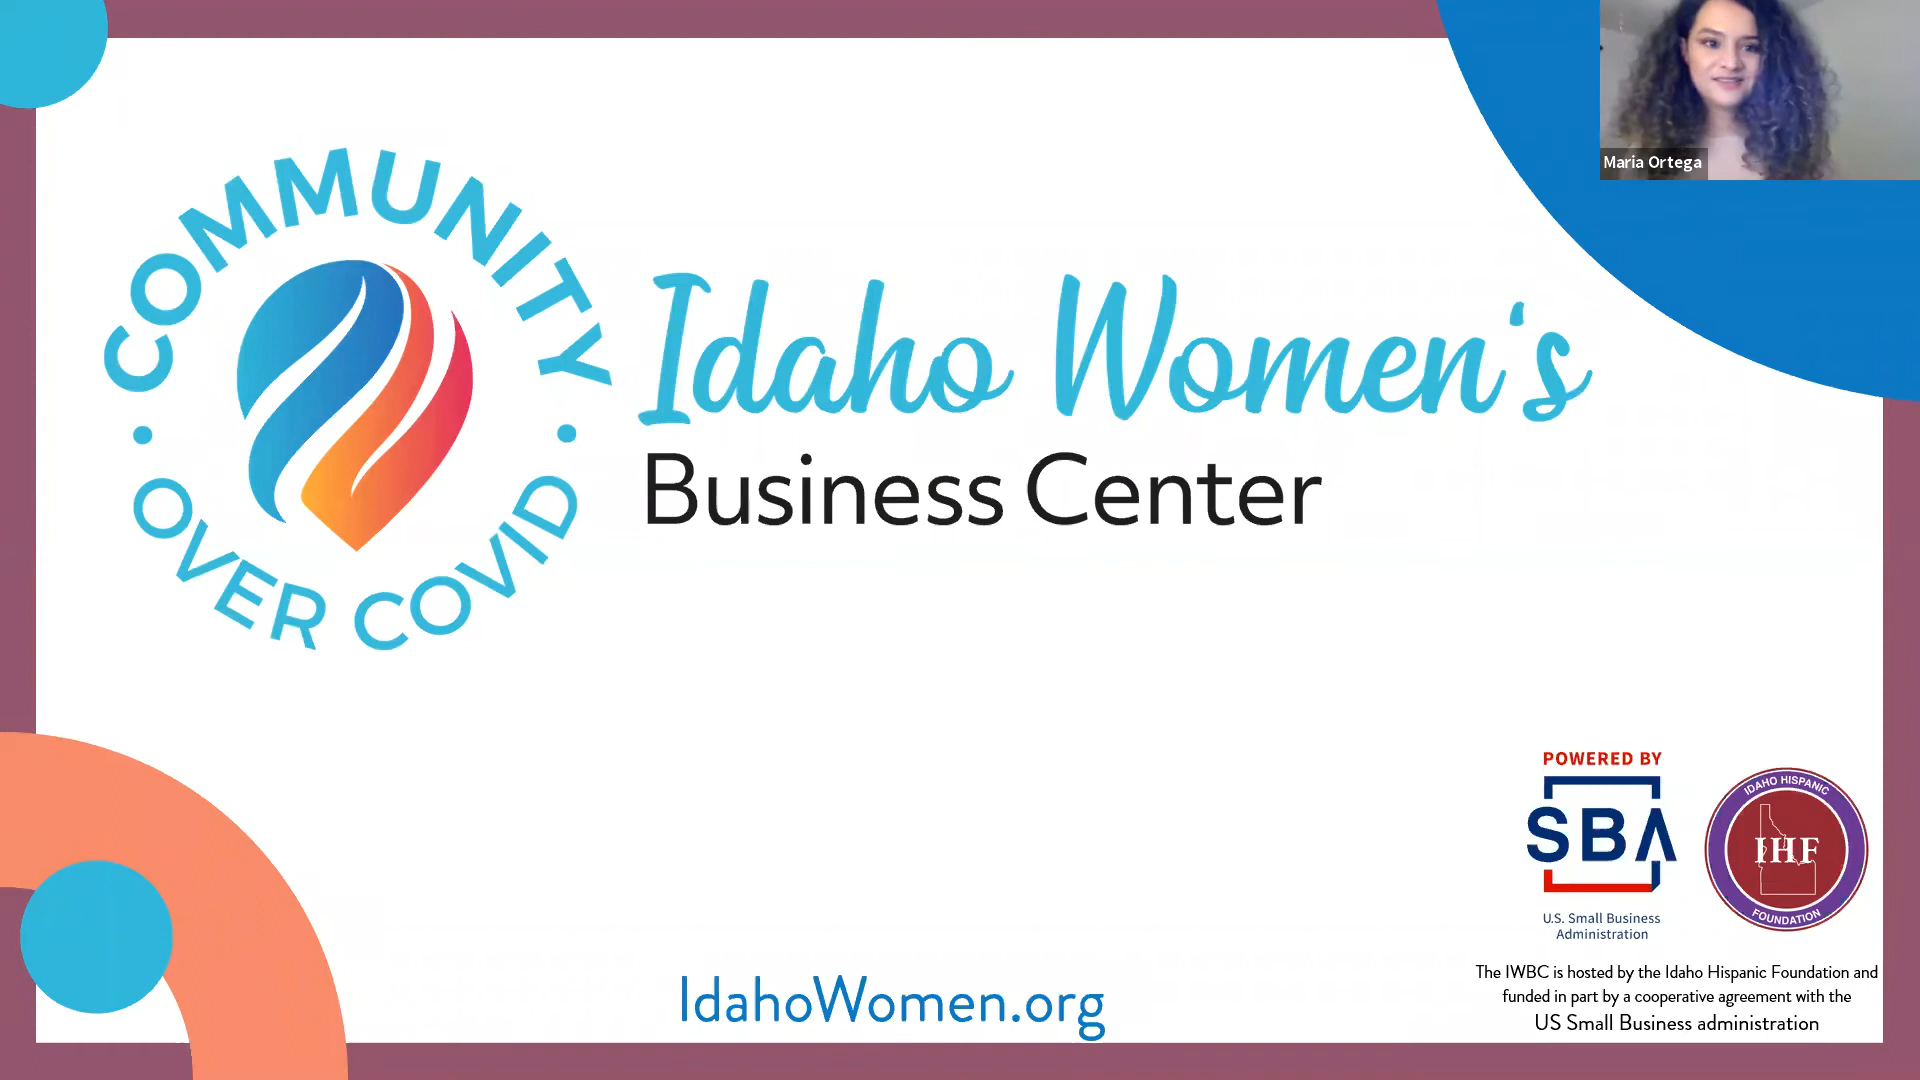 Maria Ortega
COMMUNITY
OVER COVID
Idaho Women's
Business Center
POWERED BY
SBA
U.S. Small Business
Administration
IDAHO HISPANIC
IHF
FOUNDATION
The IWBC is hosted by the Idaho Hispanic Foundation and
funded in part by a cooperative agreement with the
US Small Business administration
IdahoWomen.org